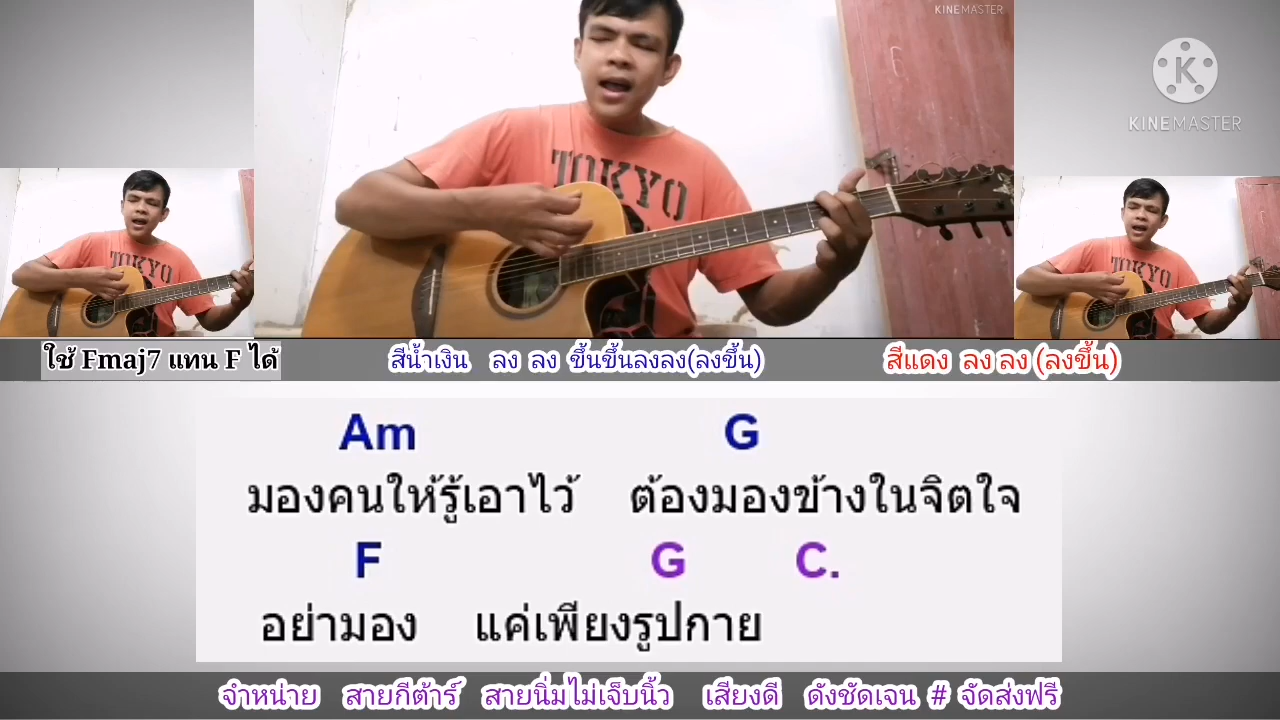 KINEMASTER
K
KINEMASTER
TOKYO
TOKYO
TOKYO
ใช้ Fmaj7 แทน F ได้
สีน้ำเงิน ลง ลง ขึ้นขึ้นลงลง(ลงขึ้น)
สีแดง ลง ลง (ลงขึ้น)
Am G
มองคนให้รู้เอาไว้ ต้องมองข้างในจิตใจ
F G C.
อย่ามอง แค่เพียงรูปกาย
จำหน่าย สายกีต้าร์ สายนิ่มไม่เจ็บนิ้ว เสียงดี ดังชัดเจน # จัดส่งฟรี